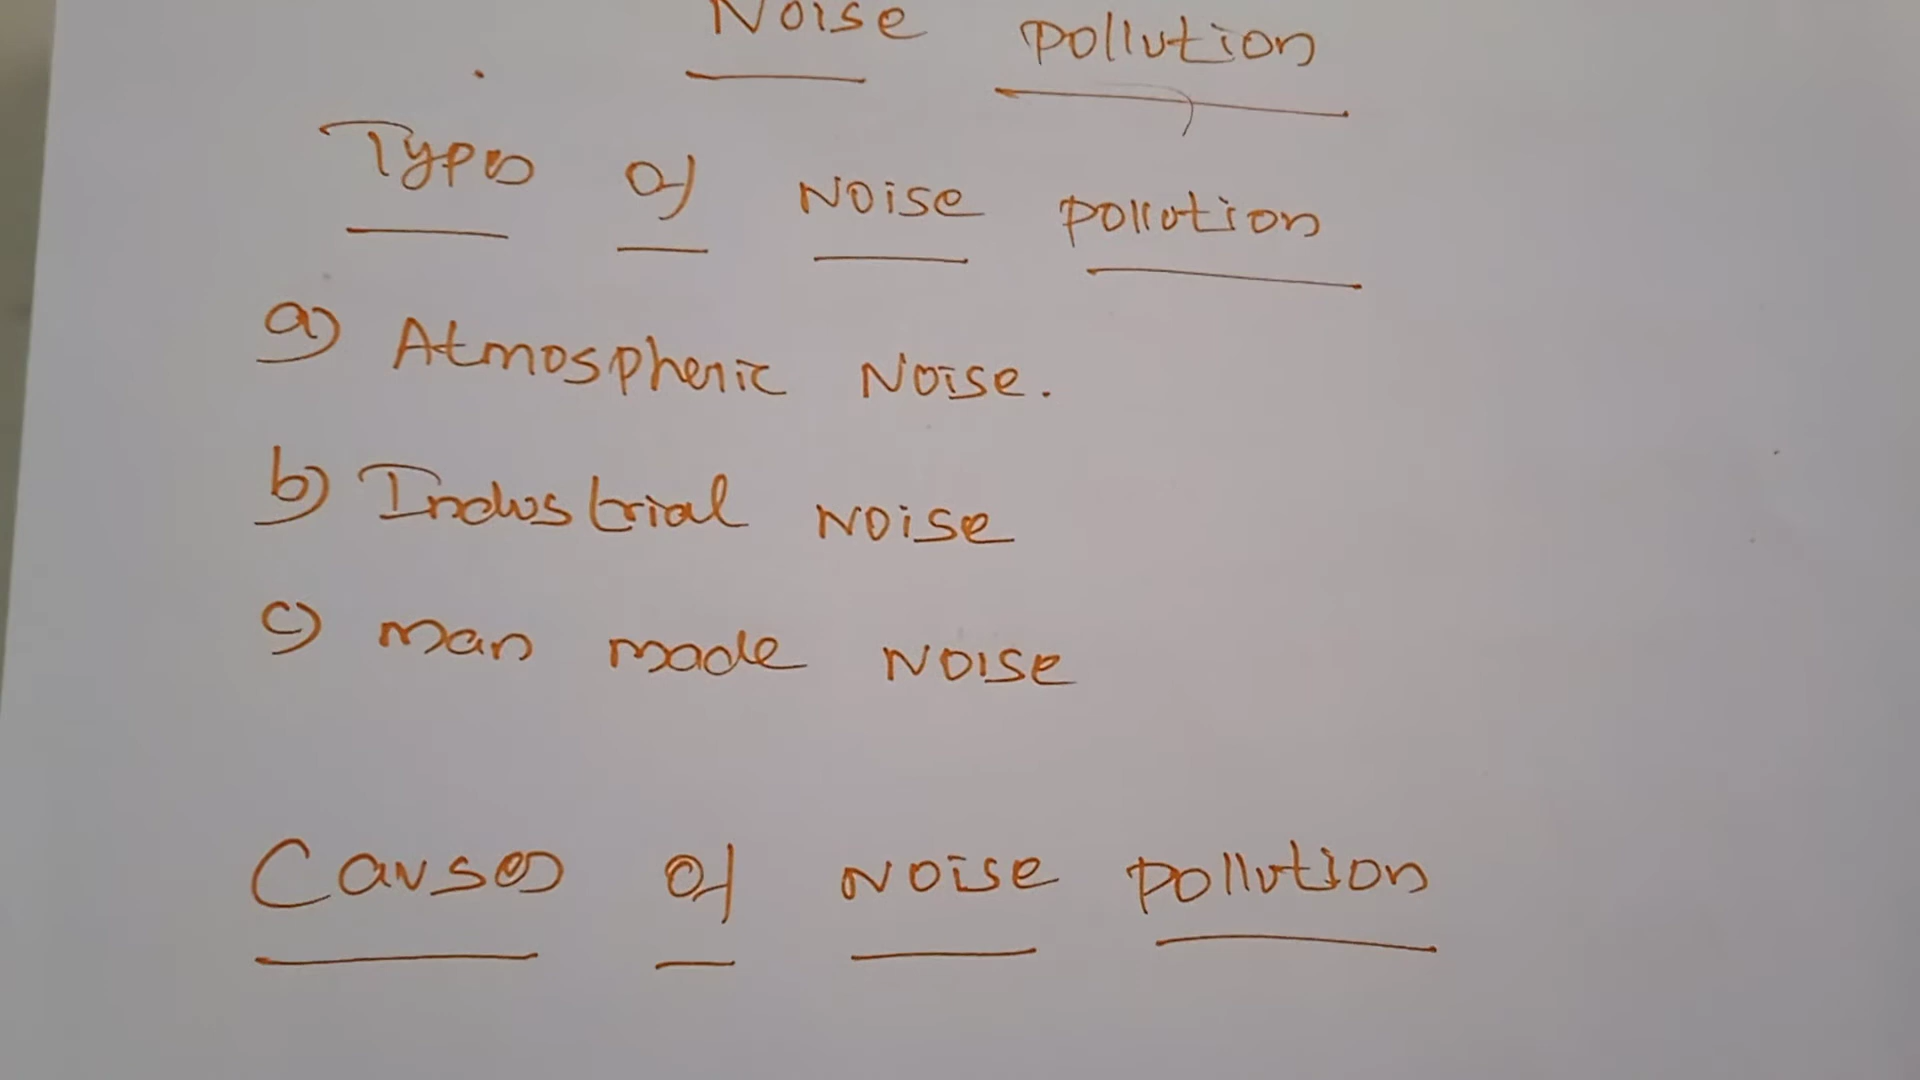 Noise pollution
Types of Noise pollution
a) Atmospheric Noise.
b) Industrial Noise
c) man made Noise
Causes of Noise pollution